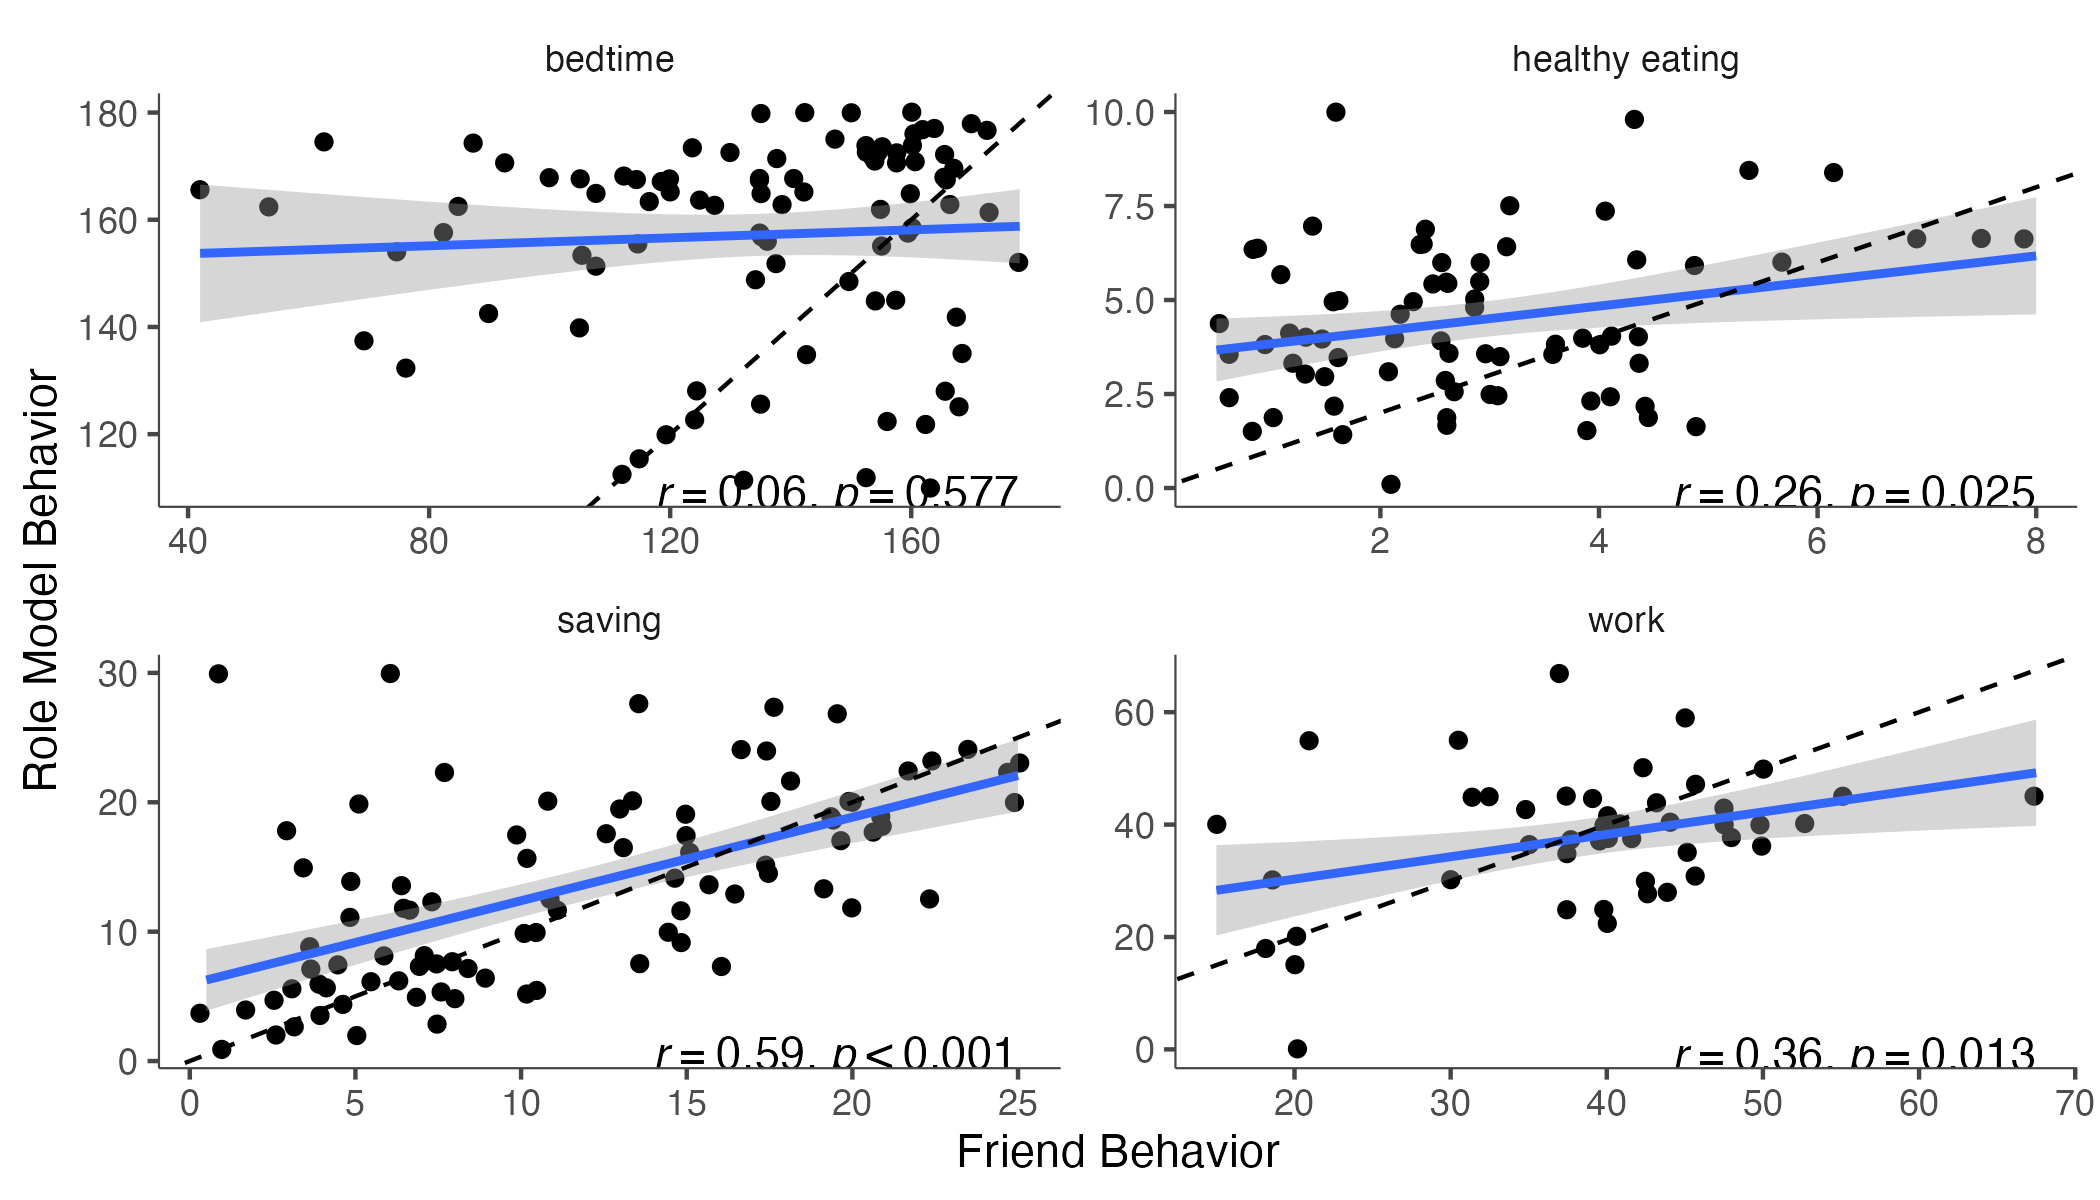 bedtime
healthy eating
180
160
140
120
r = 0.06, p = 0.577
40 80 120 160
10.0
7.5
5.0
2.5
0.0
r = 0.26, p = 0.025
2 4 6 8
Role Model Behavior
saving
work
30
20
10
0
r = 0.59, p < 0.001
0 5 10 15 20 25
60
40
20
0
r = 0.36, p = 0.013
20 30 40 50 60 70
Friend Behavior